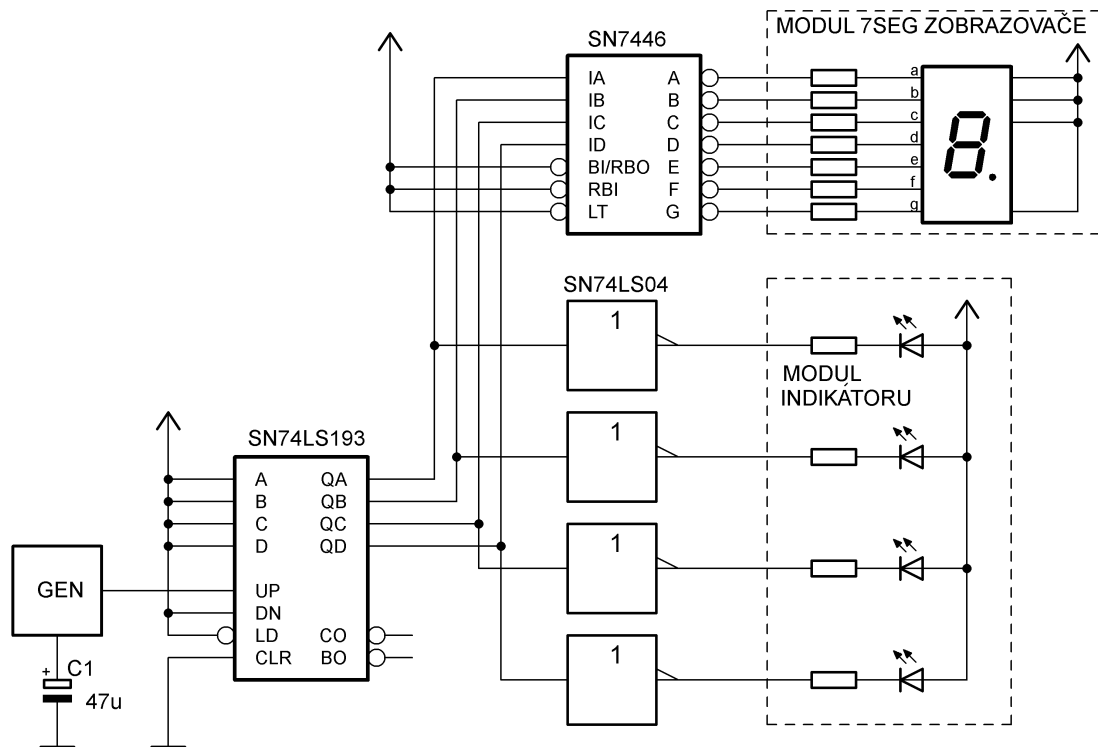 MODUL 7SEG ZOBRAZOVAČE
SN7446
IA A
IB B
IC C
ID D
BI/RBO E
RBI F
LT G
a
b
c
d
e
f
g
8.
SN74LS04
1
1
1
1
MODUL
INDIKÁTORU
SN74LS193
A QA
B QB
C QC
D QD
UP
DN
LD CO
CLR BO
GEN
+ C1
47u